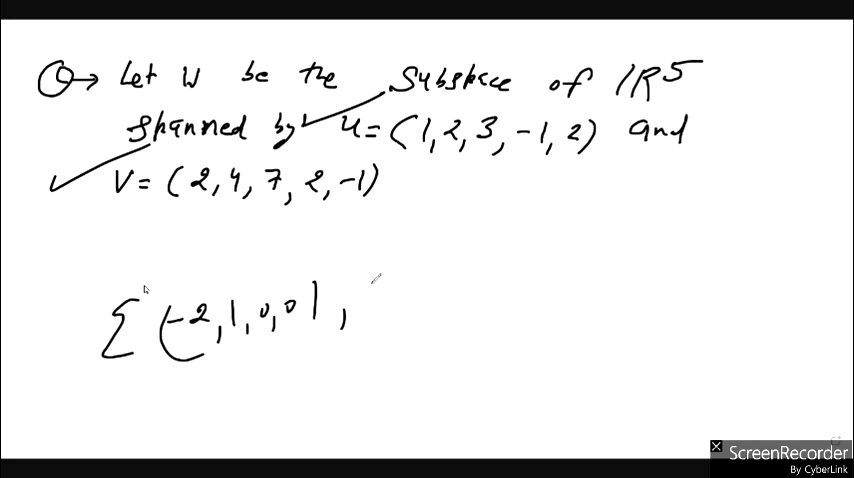 Q→ Let W be the Subspace of IR5
spanned by u = (1, 2, 3, -1, 2) and
V = (2, 4, 7, 2, -1)
{(-2, 1, 0, 0),
ScreenRecorder
By CyberLink